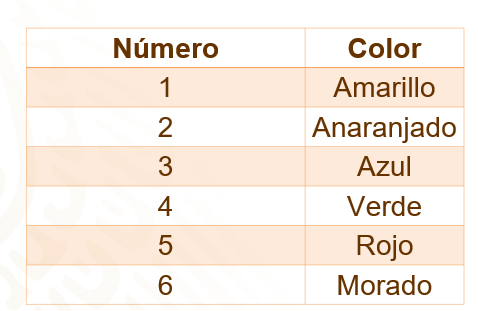 Número Color
1 Amarillo
2 Anaranjado
3 Azul
4 Verde
5 Rojo
6 Morado